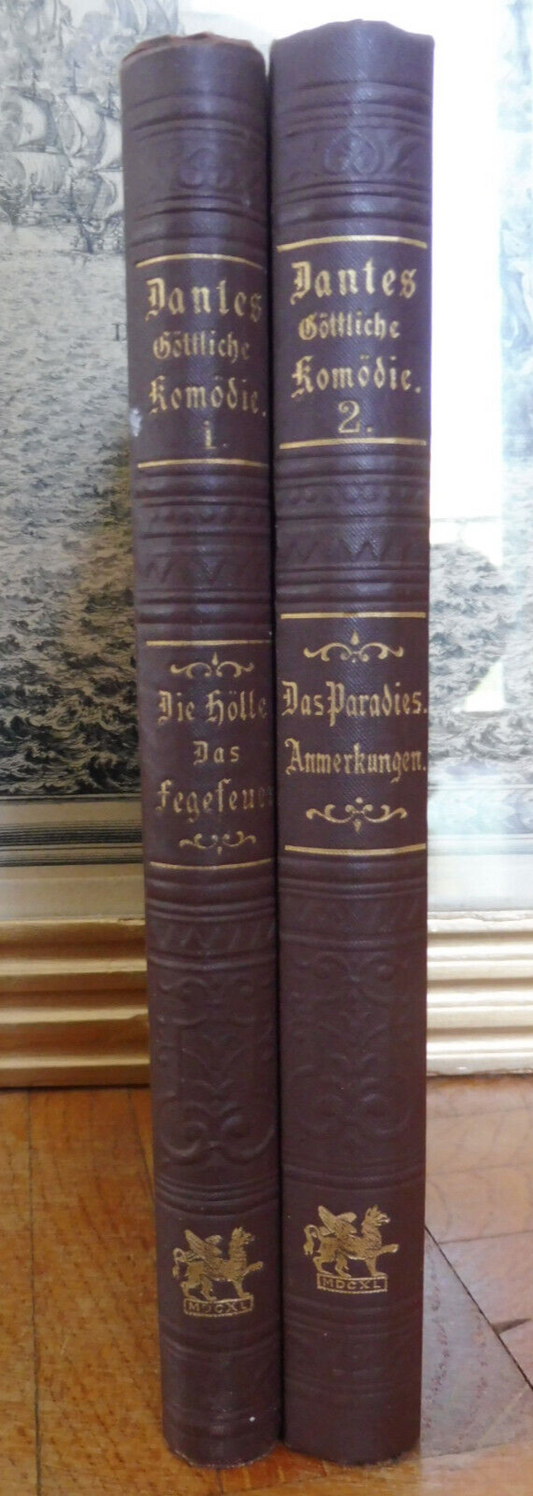 Dantes
Göttliche
Komödie.
1.
Die Hölle
Das
Fegefeuer
MDCXL
Dantes
Göttliche
Komödie.
2.
Das Paradies.
Anmerkungen.
MDCXL